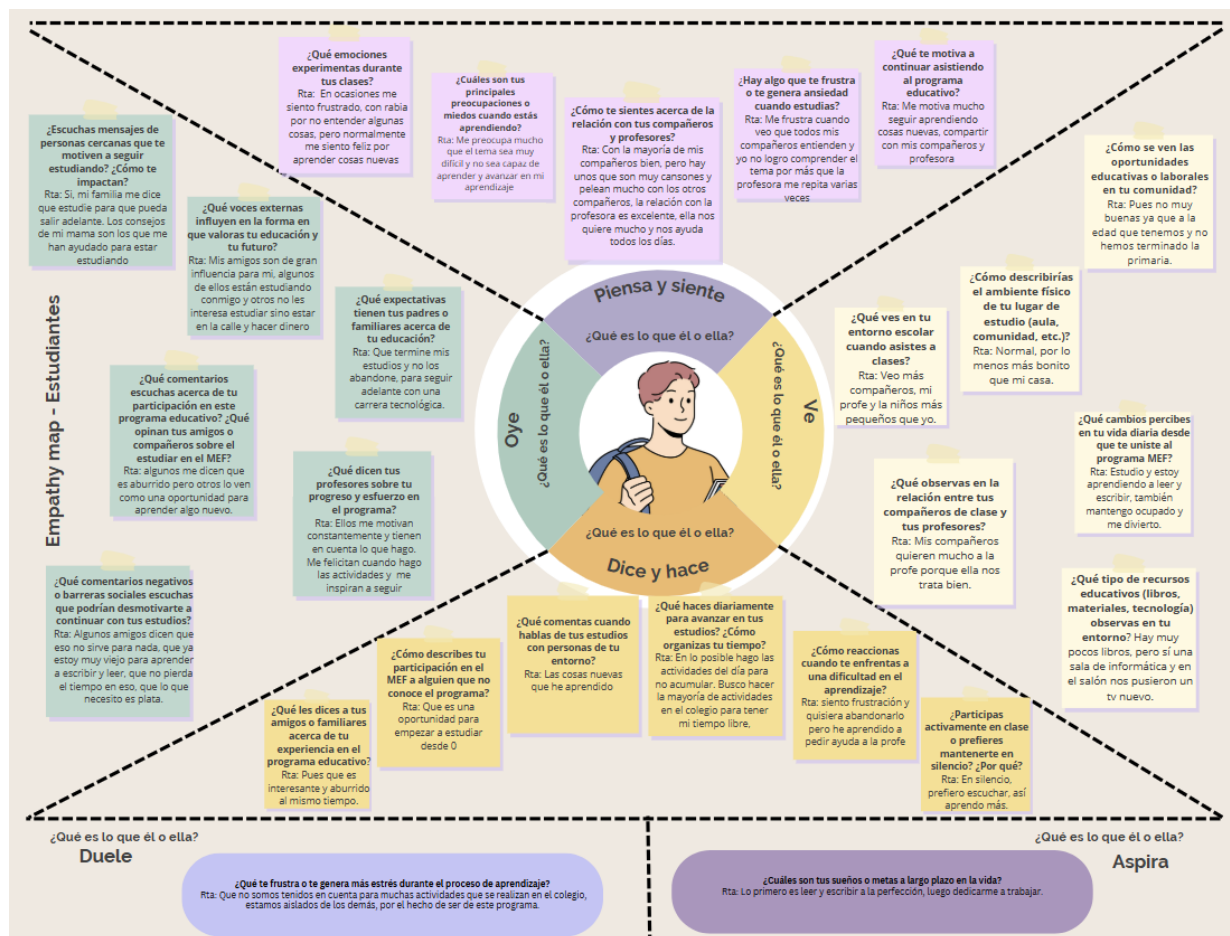 ¿Qué emociones
experimentas durante
tus clases?
Rta:  En ocasiones me
siento frustrado, con rabia
por no entender algunas
cosas, pero normalmente
me siento feliz por
aprender cosas nuevas
¿Cuáles son tus
principales
preocupaciones o
miedos cuando estás
aprendiendo?
Rta: Me preocupa mucho
que el tema sea muy
difícil y no sea capaz de
aprender y avanzar en mi
aprendizaje
¿Cómo te sientes acerca de la
relación con tus compañeros
y profesores?
Rta: Con la mayoría de mis
compañeros bien, pero hay
unos que son muy cansones y
pelean mucho con los otros
compañeros, la relación con la
profesora es excelente, ella nos
quiere mucho y nos ayuda
todos los días.
¿Hay algo que te frustra
o te genera ansiedad
cuando estudias?
Rta: Me frustra cuando
veo que todos mis
compañeros entienden y
yo no logro comprender el
tema por más que la
profesora me repita varias
veces
¿Qué te motiva a
continuar asistiendo al
programa educativo?
Rta: Me motiva mucho
seguir aprendiendo
cosas nuevas, compartir
con mis compañeros y
profesora
¿Escuchas mensajes de
personas cercanas que te
motiven a seguir
estudiando? ¿Cómo te
impactan?
Rta: Si, mi familia me dice
que estudie para que pueda
salir adelante. Los consejos
de mi mama son los que me
han ayudado para estar
estudiando
¿Qué voces externas
influyen en la forma en
que valoras tu educación y
tu futuro?
Rta: Mis amigos son de gran
influencia para mi, algunos
de ellos están estudiando
conmigo y otros no les
interesa estudiar sino estar
en la calle y hacer dinero
¿Qué expectativas
tienen tus padres o
familiares acerca de
tu educación?
Rta: Que termine mis
estudios y no los
abandone, para seguir
adelante con una
carrera tecnológica.
¿Qué comentarios
escuchas acerca de tu
participación en este
programa educativo? ¿Qué
opinan tus amigos o
compañeros sobre el
estudiar en el MEF?
Rta: algunos me dicen que
es aburrido pero otros lo ven
como una oportunidad para
aprender algo nuevo.
¿Qué dicen tus
profesores sobre tu
progreso y esfuerzo en
el programa?
Rta: Ellos me motivan
constantemente y tienen
en cuenta lo que hago.
Me felicitan cuando hago
las actividades y  me
inspiran a seguir
¿Qué comentarios negativos
o barreras sociales escuchas
que podrían desmotivarte a
continuar con tus estudios?
Rta: Algunos amigos dicen que
eso no sirve para nada, que ya
estoy muy viejo para aprender
a escribir y leer, que no pierda
el tiempo en eso, que lo que
necesito es plata.
Empathy map - Estudiantes
Piensa y siente
¿Qué es lo que él o ella?
Oye
¿Qué es lo que él o ella?
Ve
¿Qué es lo que él o ella?
¿Qué es lo que él o ella?
Dice y hace
¿Cómo se ven las
oportunidades
educativas o laborales
en tu comunidad?
Rta: Pues no muy
buenas ya que a la
edad que tenemos y no
hemos terminado la
primaria.
¿Cómo describirías
el ambiente físico
de tu lugar de
estudio (aula,
comunidad, etc.)?
Rta: Normal, por lo
menos más bonito
que mi casa.
¿Qué ves en tu
entorno escolar
cuando asistes a
clases?
Rta: Veo más
compañeros, mi
profe y la niños más
pequeños que yo.
¿Qué cambios percibes
en tu vida diaria desde
que te uniste al
programa MEF?
Rta: Estudio y estoy
aprendiendo a leer y
escribir, también
mantengo ocupado y
me divierto.
¿Qué observas en la
relación entre tus
compañeros de clase y
tus profesores?
Rta: Mis compañeros
quieren mucho a la
profe porque ella nos
trata bien.
¿Qué tipo de recursos
educativos (libros,
materiales, tecnología)
observas en tu
entorno? Hay muy
pocos libros, pero sí una
sala de informática y en
el salón nos pusieron un
tv nuevo.
¿Qué les dices a tus
amigos o familiares
acerca de tu
experiencia en el
programa educativo?
Rta: Pues que es
interesante y aburrido
al mismo tiempo.
¿Cómo describes tu
participación en el
MEF a alguien que no
conoce el programa?
Rta: Que es una
oportunidad para
empezar a estudiar
desde 0
¿Qué comentas cuando
hablas de tus estudios
con personas de tu
entorno?
Rta: Las cosas nuevas
que he aprendido
¿Qué haces diariamente
para avanzar en tus
estudios? ¿Cómo
organizas tu tiempo?
Rta: En lo posible hago las
actividades del día para
no acumular. Busco hacer
la mayoría de actividades
en el colegio para tener
mi tiempo libre,
¿Cómo reaccionas
cuando te enfrentas a
una dificultad en el
aprendizaje?
Rta: siento frustración y
quisiera abandonarlo
pero he aprendido a
pedir ayuda a la profe
¿Participas
activamente en clase
o prefieres
mantenerte en
silencio? ¿Por qué?
Rta: En silencio,
prefiero escuchar, así
aprendo más.
¿Qué es lo que él o ella?
Duele
¿Qué te frustra o te genera más estrés durante el proceso de aprendizaje?
Rta: Que no somos tenidos en cuenta para muchas actividades que se realizan en el colegio,
estamos aislados de los demás, por el hecho de ser de este programa.
¿Qué es lo que él o ella?
Aspira
¿Cuáles son tus sueños o metas a largo plazo en la vida?
Rta: Lo primero es leer y escribir a la perfección, luego dedicarme a trabajar.